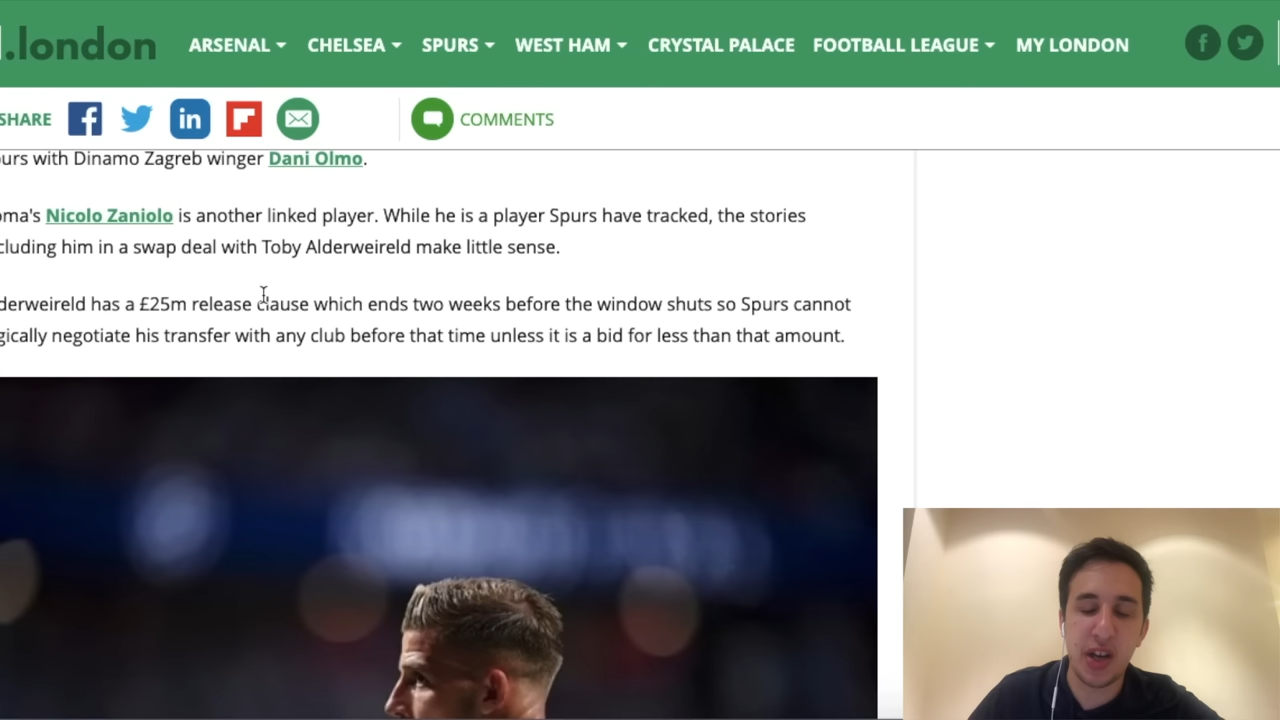 .london ARSENAL CHELSEA SPURS WEST HAM CRYSTAL PALACE FOOTBALL LEAGUE MY LONDON
SHARE COMMENTS
urs with Dinamo Zagreb winger Dani Olmo.
oma's Nicolo Zaniolo is another linked player. While he is a player Spurs have tracked, the stories
cluding him in a swap deal with Toby Alderweireld make little sense.
derweireld has a £25m release clause which ends two weeks before the window shuts so Spurs cannot
gically negotiate his transfer with any club before that time unless it is a bid for less than that amount.